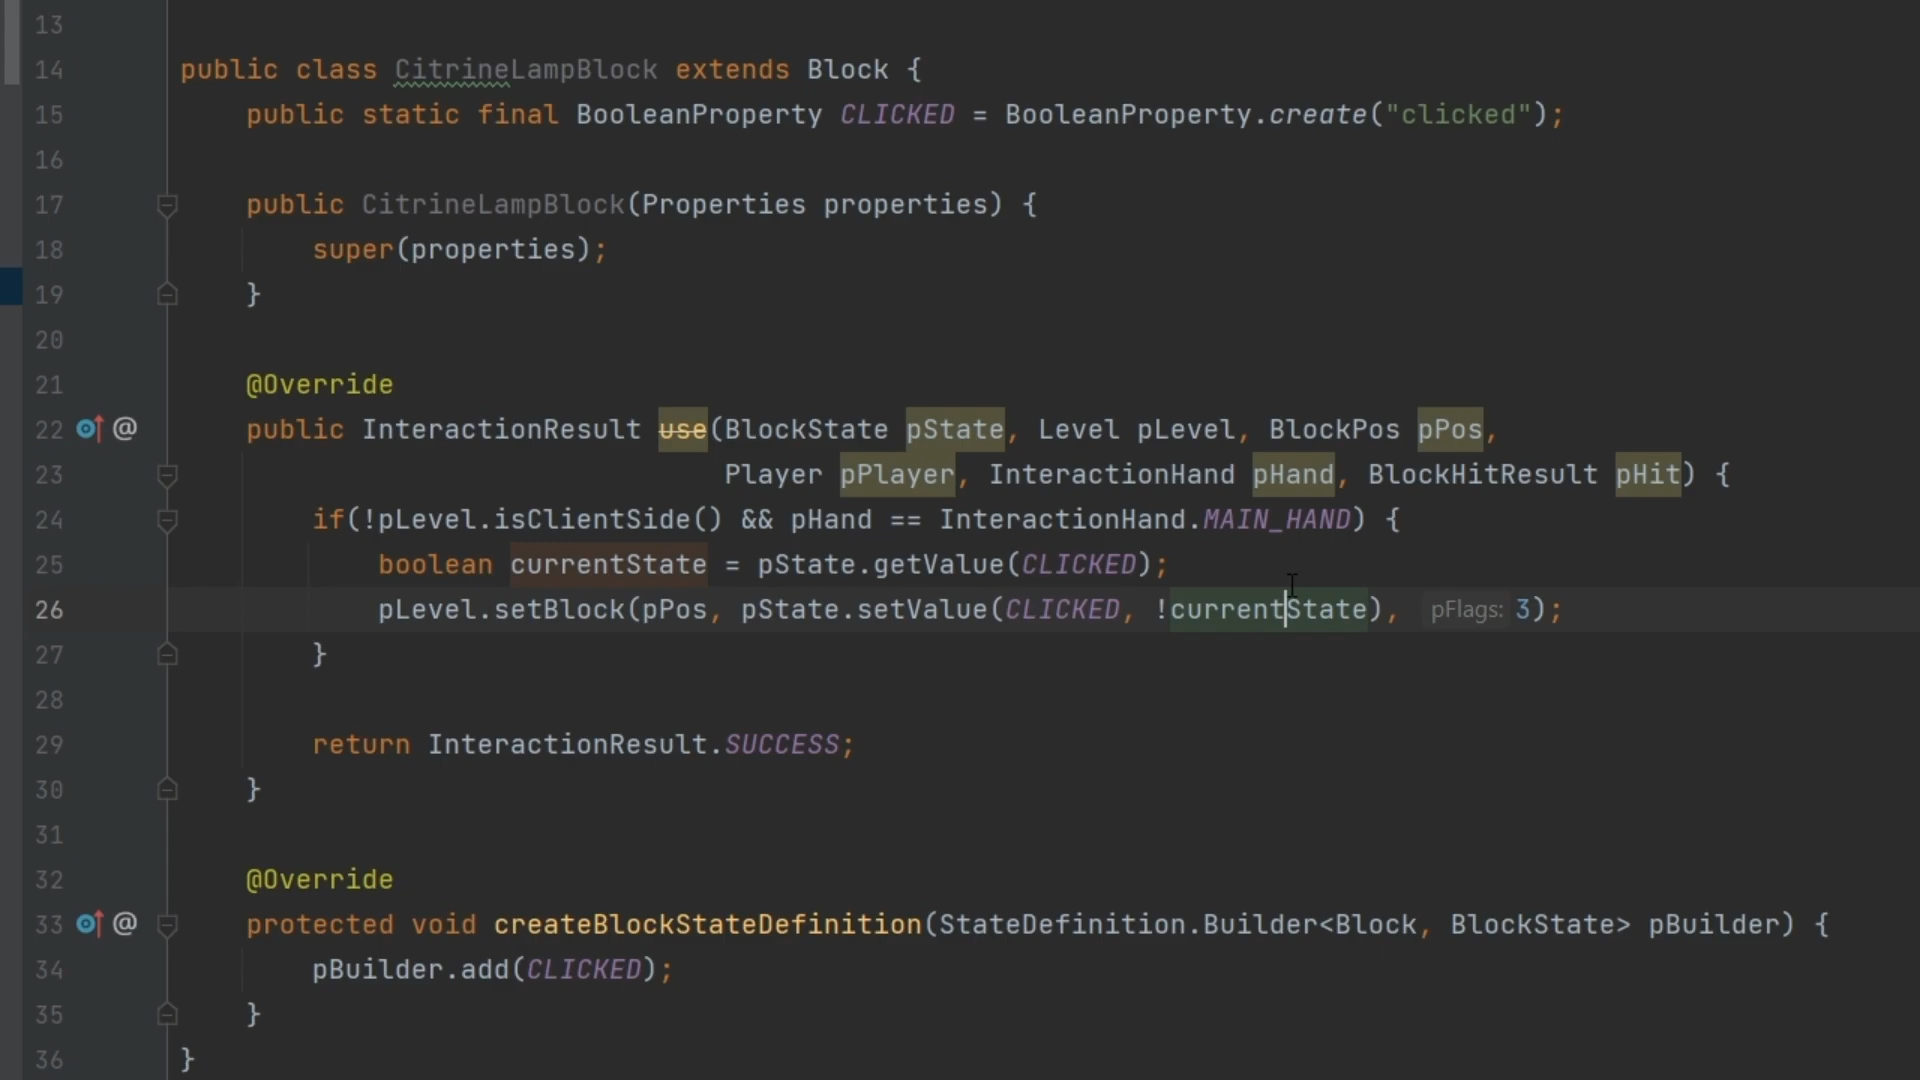 13
14 public class CitrineLampBlock extends Block {
15 public static final BooleanProperty CLICKED = BooleanProperty.create("clicked");
16
17 public CitrineLampBlock(Properties properties) {
18 super(properties);
19 }
20
21 @Override
22 @ public InteractionResult use(BlockState pState, Level pLevel, BlockPos pPos,
23 Player pPlayer, InteractionHand pHand, BlockHitResult pHit) {
24 if(!pLevel.isClientSide() && pHand == InteractionHand.MAIN_HAND) {
25 boolean currentState = pState.getValue(CLICKED);
26 pLevel.setBlock(pPos, pState.setValue(CLICKED, !currentState), pFlags: 3);
27 }
28
29 return InteractionResult.SUCCESS;
30 }
31
32 @Override
33 @ protected void createBlockStateDefinition(StateDefinition.Builder<Block, BlockState> pBuilder) {
34 pBuilder.add(CLICKED);
35 }
36 }